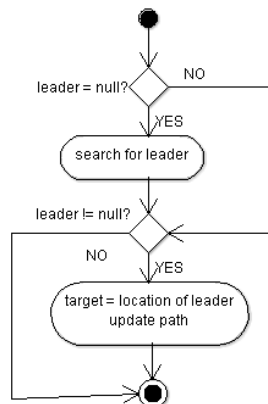 NO
leader = null?
YES
search for leader
leader != null?
NO
YES
target = location of leader
update path